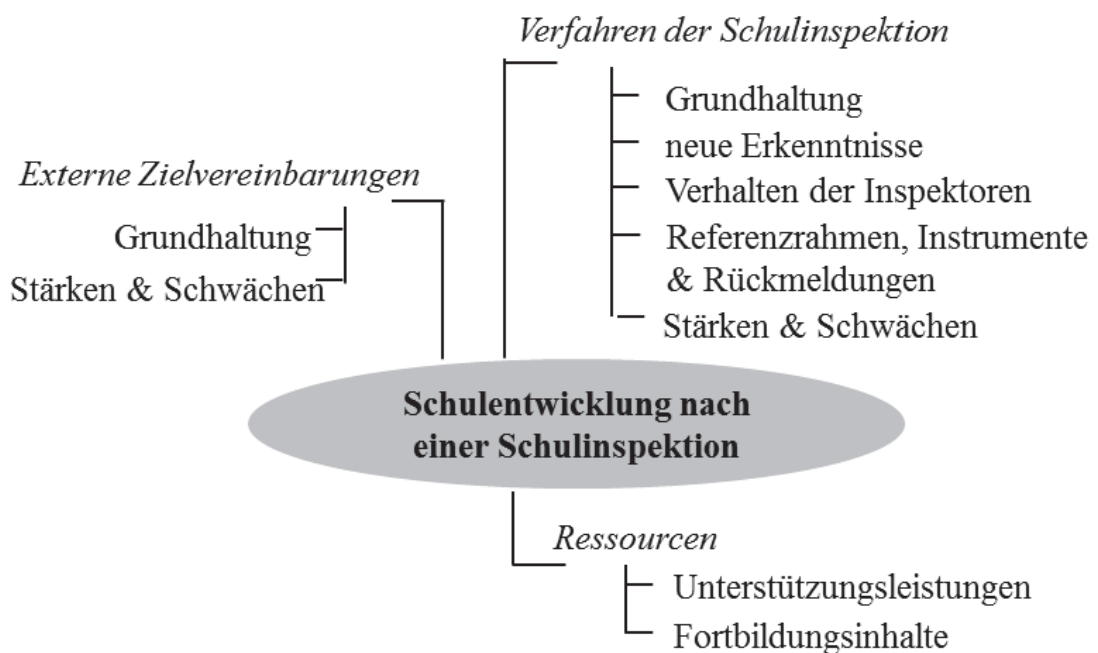 Verfahren der Schulinspektion
Grundhaltung
neue Erkenntnisse
Verhalten der Inspektoren
Referenzrahmen, Instrumente
& Rückmeldungen
Stärken & Schwächen
Externe Zielvereinbarungen
Grundhaltung
Stärken & Schwächen
Schulentwicklung nach
einer Schulinspektion
Ressourcen
Unterstützungsleistungen
Fortbildungsinhalte